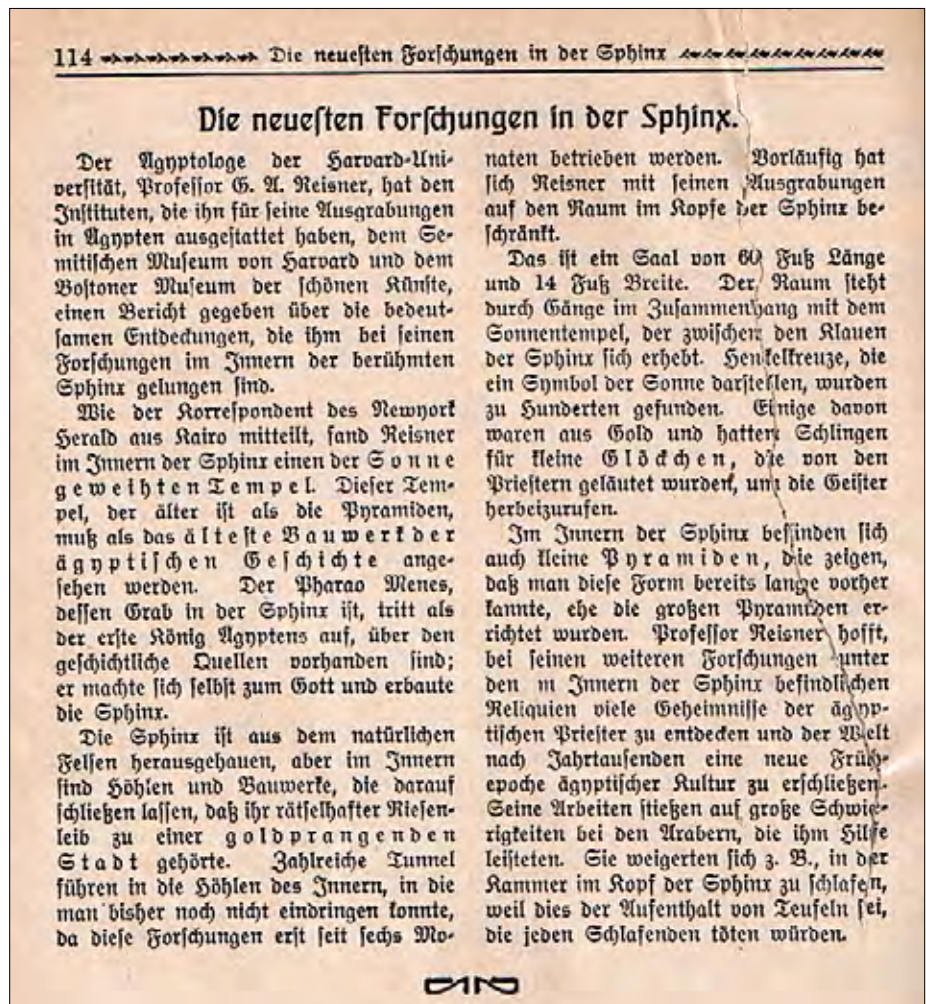 114 Die neuesten Forschungen in der Sphinx
Die neuesten Forschungen in der Sphinx.
Der Ägyptologe der Harvard-Uni-
versität, Professor G. A. Reisner, hat den
Instituten, die ihn für seine Ausgrabungen
in Ägypten ausgestattet haben, dem Se-
mitischen Museum von Harvard und dem
Bostoner Museum der schönen Künste,
einen Bericht gegeben über die bedeut-
samen Entdeckungen, die ihm bei seinen
Forschungen im Innern der berühmten
Sphinx gelungen sind.
Wie der Korrespondent des Newyork
Herald aus Kairo mitteilt, fand Reisner
im Innern der Sphinx einen der Sonne
geweihten Tempel. Dieser Tem-
pel, der älter ist als die Pyramiden,
muß als das älteste Bauwerk der
ägyptischen Geschichte ange-
sehen werden. Der Pharao Menes,
dessen Grab in der Sphinx ist, tritt als
der erste König Ägyptens auf, über den
geschichtliche Quellen vorhanden sind;
er machte sich selbst zum Gott und erbaute
die Sphinx.
Die Sphinx ist aus dem natürlichen
Felsen herausgehauen, aber im Innern
sind Höhlen und Bauwerke, die darauf
schließen lassen, daß ihr rätselhafter Riesen-
leib zu einer goldprangenden
Stadt gehörte. Zahlreiche Tunnel
führen in die Höhlen des Innern, in die
man bisher noch nicht eindringen konnte,
da diese Forschungen erst seit sechs Mo-
naten betrieben werden. Vorläufig hat
sich Reisner mit seinen Ausgrabungen
auf den Raum im Kopfe der Sphinx be-
schränkt.
Das ist ein Saal von 60 Fuß Länge
und 14 Fuß Breite. Der Raum steht
durch Gänge im Zusammenhang mit dem
Sonnentempel, der zwischen den Klauen
der Sphinx sich erhebt. Henkelkreuze, die
ein Symbol der Sonne darstellen, wurden
zu Hunderten gefunden. Einige davon
waren aus Gold und hatten Schlingen
für kleine Glöckchen, die von den
Priestern geläutet wurden, um die Geister
herbeizurufen.
Im Innern der Sphinx befinden sich
auch kleine Pyramiden, die zeigen,
daß man diese Form bereits lange vorher
kannte, ehe die großen Pyramiden er-
richtet wurden. Professor Reisner hofft,
bei seinen weiteren Forschungen unter
den m Innern der Sphinx befindlichen
Reliquien viele Geheimnisse der ägyp-
tischen Priester zu entdecken und der Welt
nach Jahrtausenden eine neue Früh-
epoche ägyptischer Kultur zu erschließen.
Seine Arbeiten stießen auf große Schwie-
rigkeiten bei den Arabern, die ihm Hilfe
leisteten. Sie weigerten sich z. B., in der
Kammer im Kopf der Sphinx zu schlafen,
weil dies der Aufenthalt von Teufeln sei,
die jeden Schlafenden töten würden.